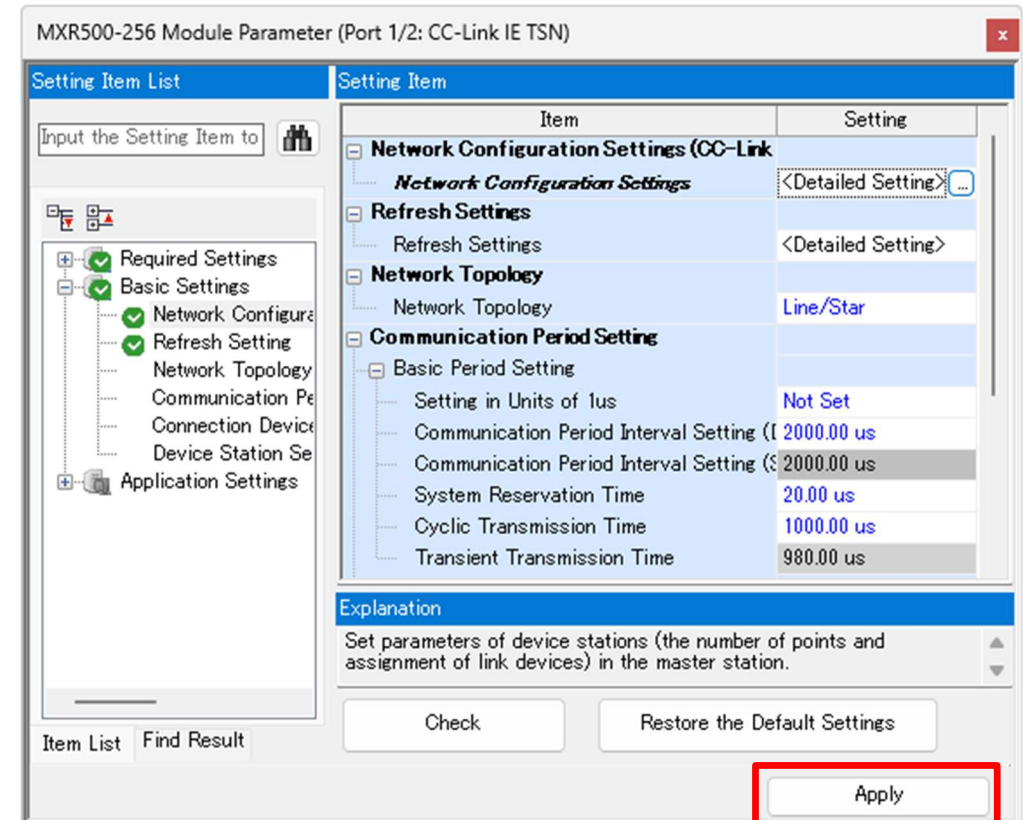 MXR500-256 Module Parameter (Port 1/2: CC-Link IE TSN)
x
Setting Item List
Setting Item
Input the Setting Item to
Item Setting
Network Configuration Settings (CC-Link
Network Configuration Settings <Detailed Setting> ...
Refresh Settings
Refresh Settings <Detailed Setting>
Network Topology
Network Topology Line/Star
Communication Period Setting
Basic Period Setting
Setting in Units of 1us Not Set
Communication Period Interval Setting (D 2000.00 us
Communication Period Interval Setting (S 2000.00 us
System Reservation Time 20.00 us
Cyclic Transmission Time 1000.00 us
Transient Transmission Time 980.00 us
Required Settings
Basic Settings
Network Configura
Refresh Setting
Network Topology
Communication Pe
Connection Device
Device Station Se
Application Settings
Item List Find Result
Explanation
Set parameters of device stations (the number of points and
assignment of link devices) in the master station.
Check Restore the Default Settings
Apply